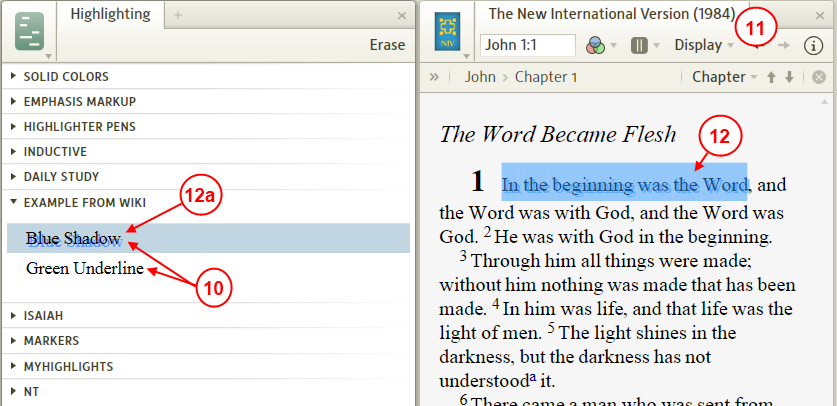 Highlighting +
Erase
SOLID COLORS
EMPHASIS MARKUP
HIGHLIGHTER PENS
INDUCTIVE
DAILY STUDY
EXAMPLE FROM WIKI
12a
Blue Shadow
Green Underline
10
ISAIAH
MARKERS
MYHIGHLIGHTS
NT
The New International Version (1984)
11
NIV
John 1:1 Display
» John > Chapter 1 Chapter
The Word Became Flesh
12
1 In the beginning was the Word, and
the Word was with God, and the Word was
God. 2 He was with God in the beginning.
3 Through him all things were made;
without him nothing was made that has been
made. 4 In him was life, and that life was the
light of men. 5 The light shines in the
darkness, but the darkness has not
understooda it.
6 There came a man who was sent from